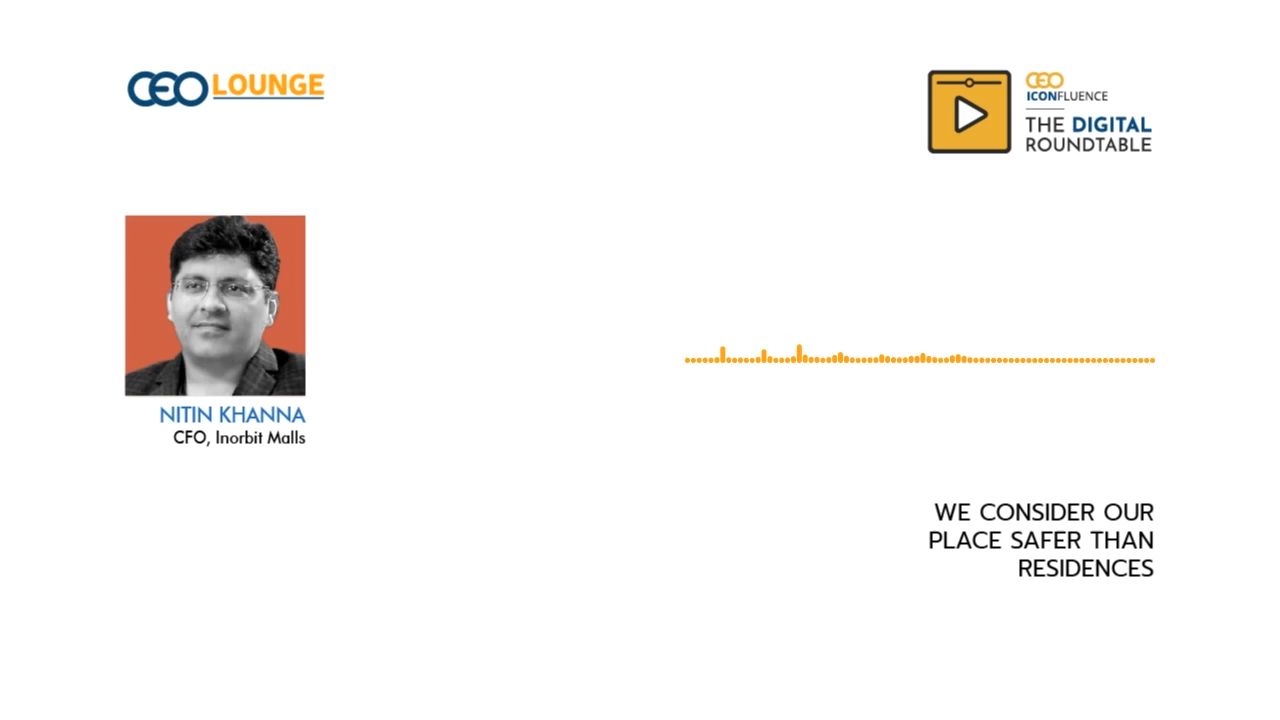 CEO LOUNGE
CEO
ICONFLUENCE
THE DIGITAL
ROUNDTABLE
NITIN KHANNA
CFO, Inorbit Malls
WE CONSIDER OUR
PLACE SAFER THAN
RESIDENCES